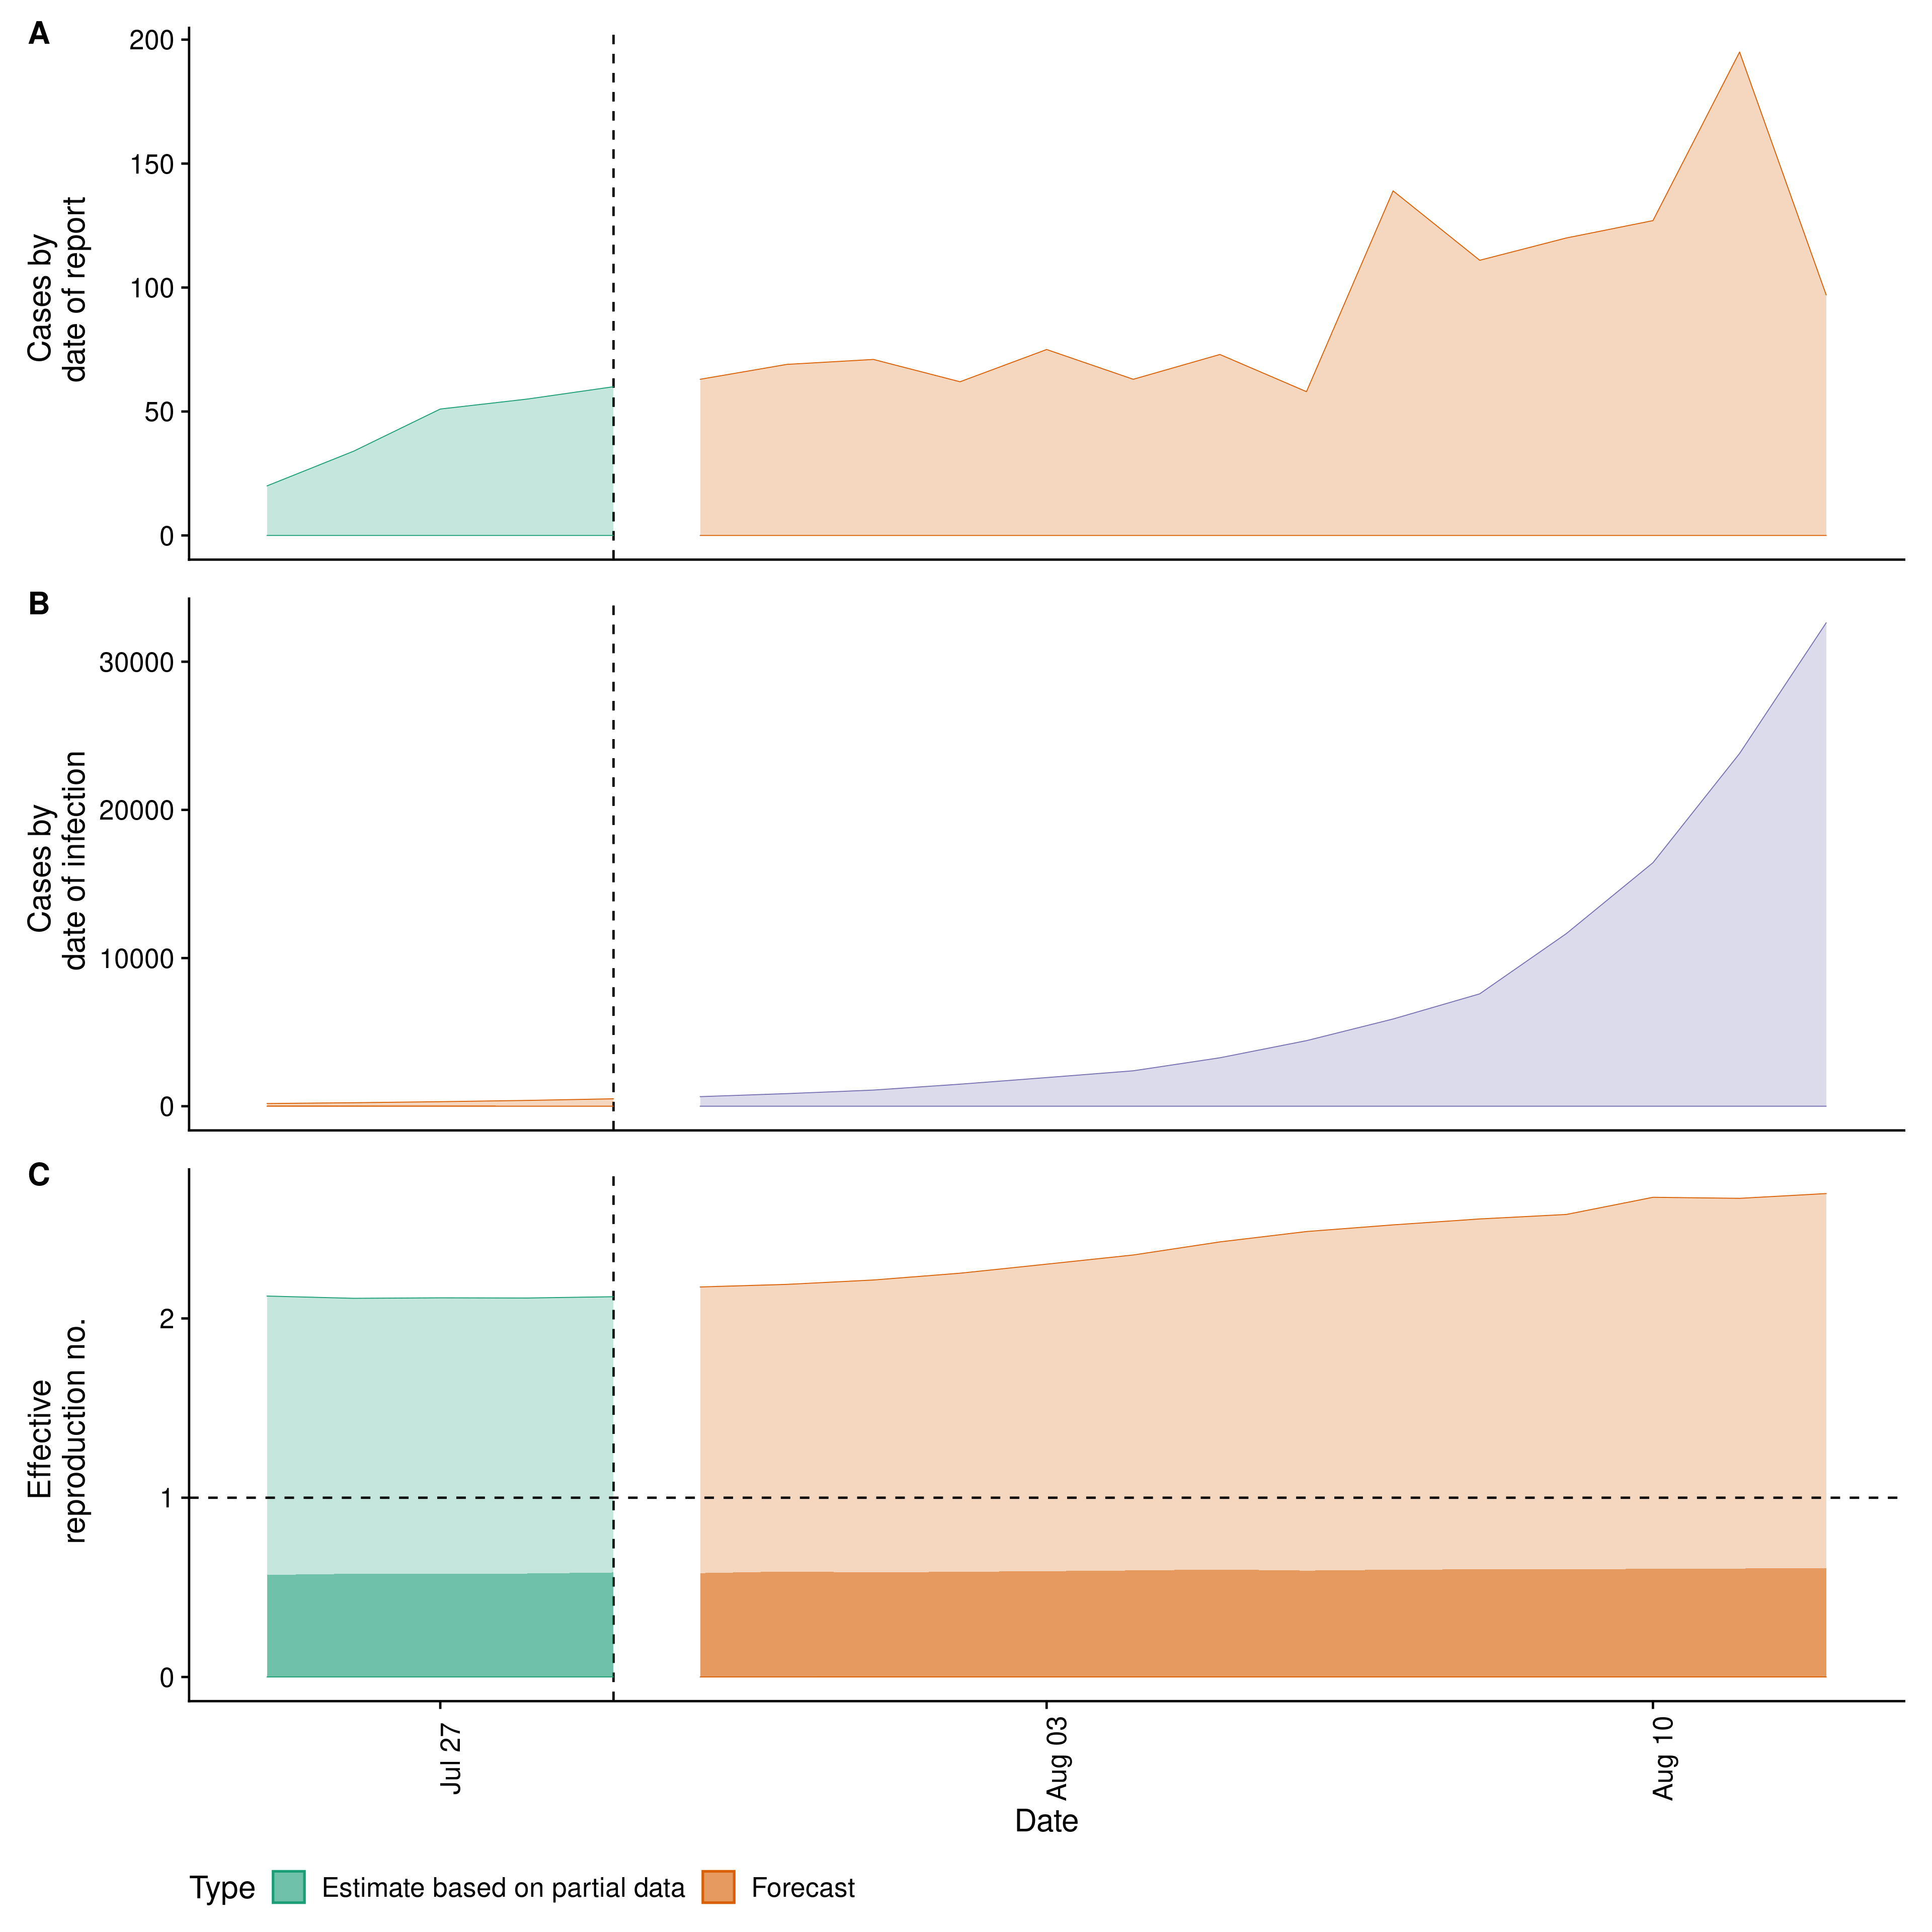 A
200
150
100
50
0
Cases by
date of report
B
30000
20000
10000
0
Cases by
date of infection
C
2
1
0
Effective
reproduction no.
Jul 27
Aug 03
Aug 10
Date
Type
Estimate based on partial data
Forecast